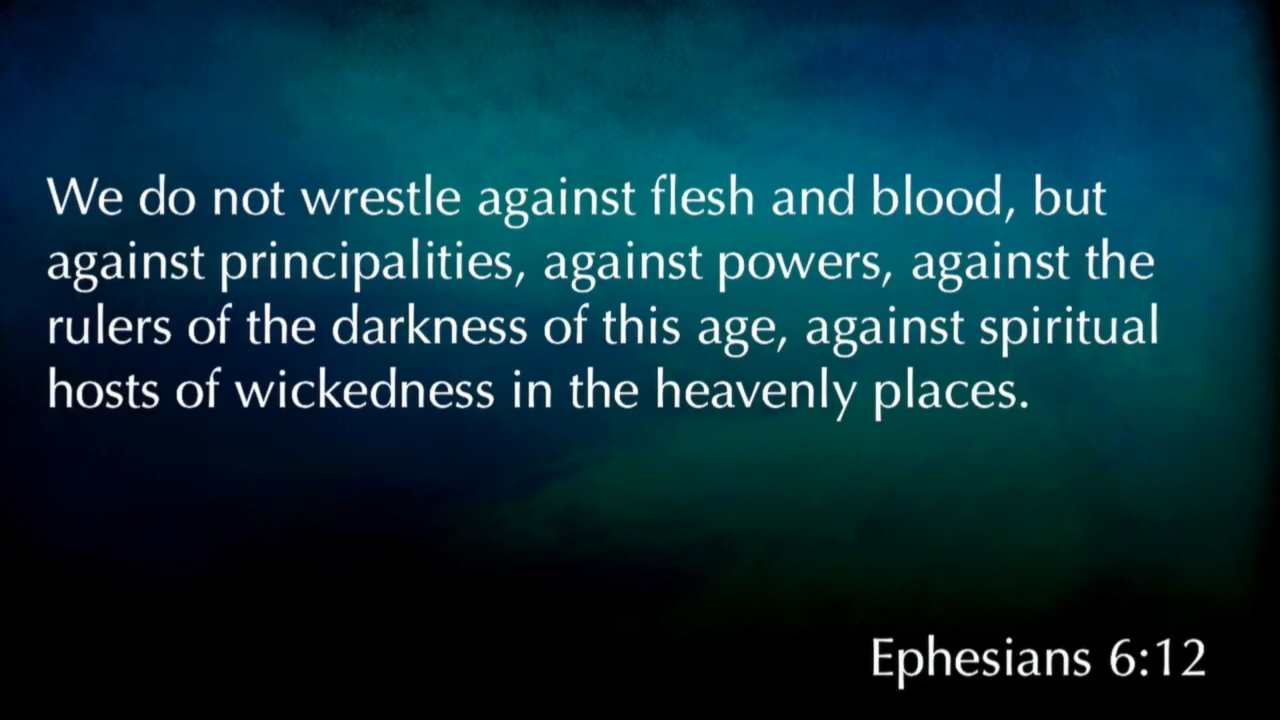 We do not wrestle against flesh and blood, but
against principalities, against powers, against the
rulers of the darkness of this age, against spiritual
hosts of wickedness in the heavenly places.
Ephesians 6:12